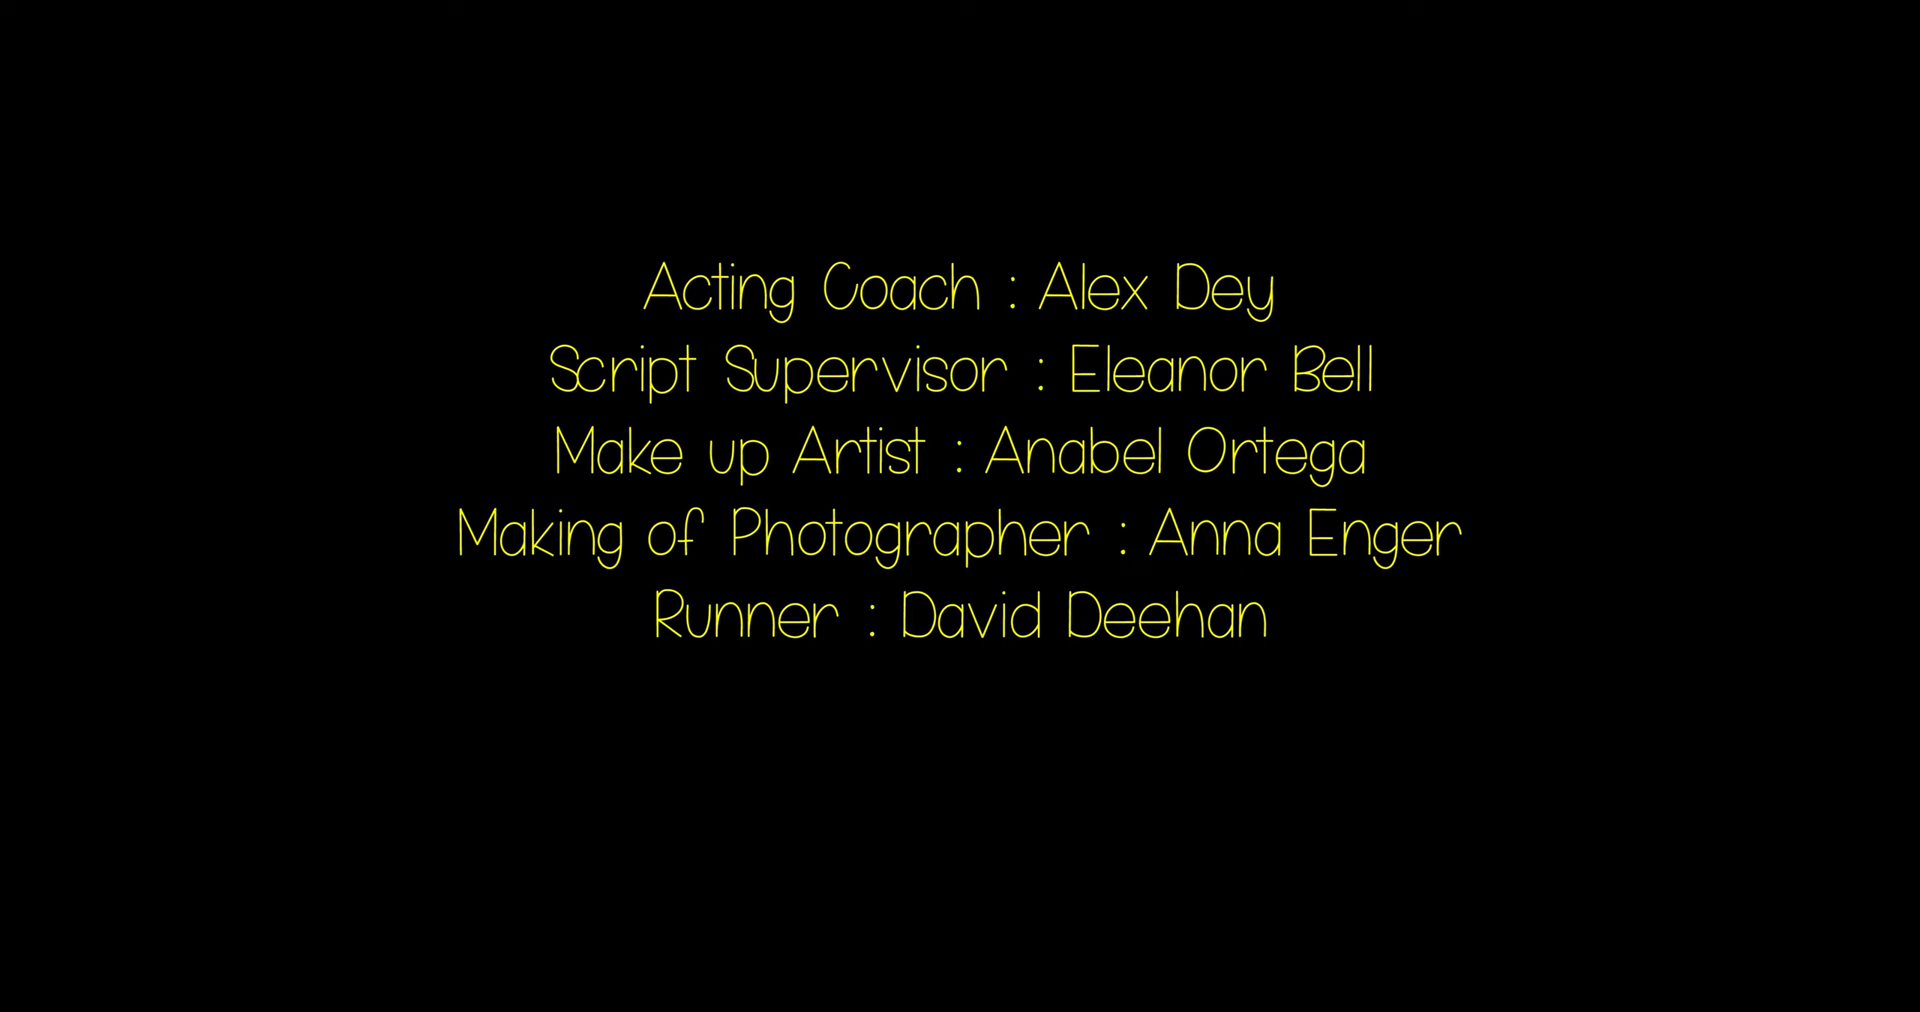 Acting Coach : Alex Dey
Script Supervisor : Eleanor Bell
Make up Artist : Anabel Ortega
Making of Photographer : Anna Enger
Runner : David Deehan